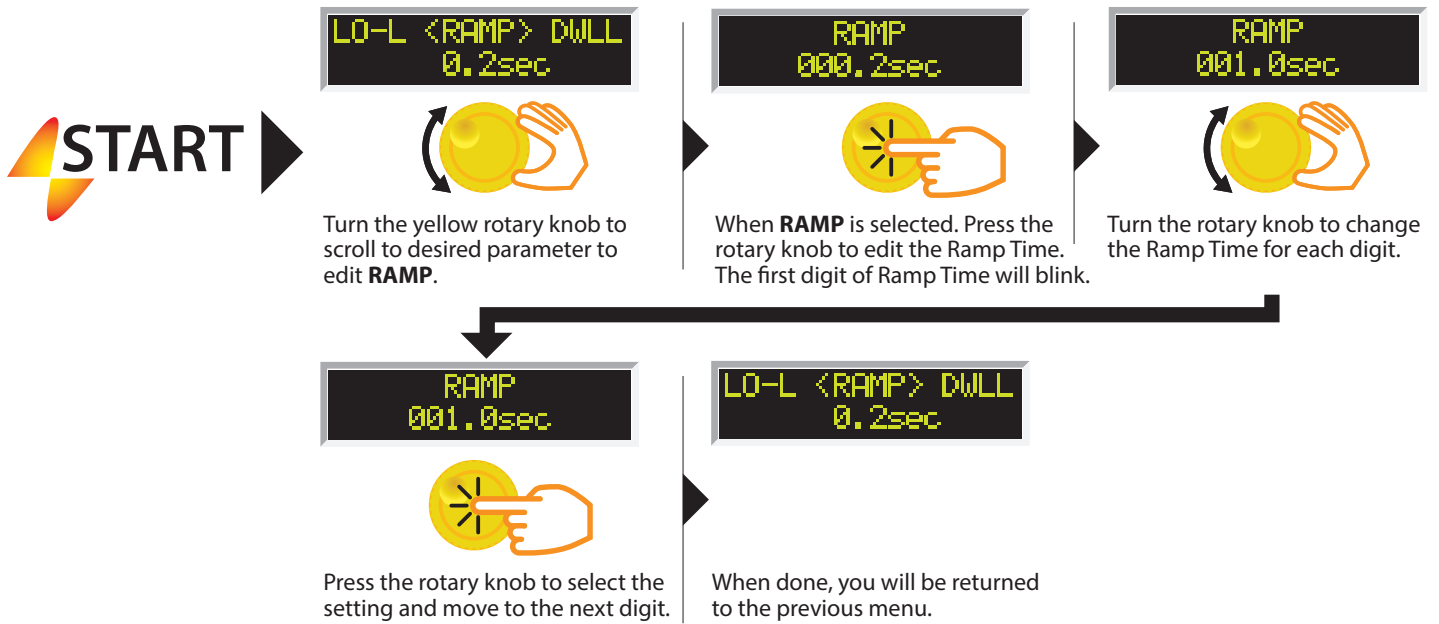 START
LO-L <RAMP> DWLL
0.2sec
Turn the yellow rotary knob to
scroll to desired parameter to
edit RAMP.
RAMP
000.2sec
When RAMP is selected. Press the
rotary knob to edit the Ramp Time.
The first digit of Ramp Time will blink.
RAMP
001.0sec
Turn the rotary knob to change
the Ramp Time for each digit.
RAMP
001.0sec
Press the rotary knob to select the
setting and move to the next digit.
LO-L <RAMP> DWLL
0.2sec
When done, you will be returned
to the previous menu.